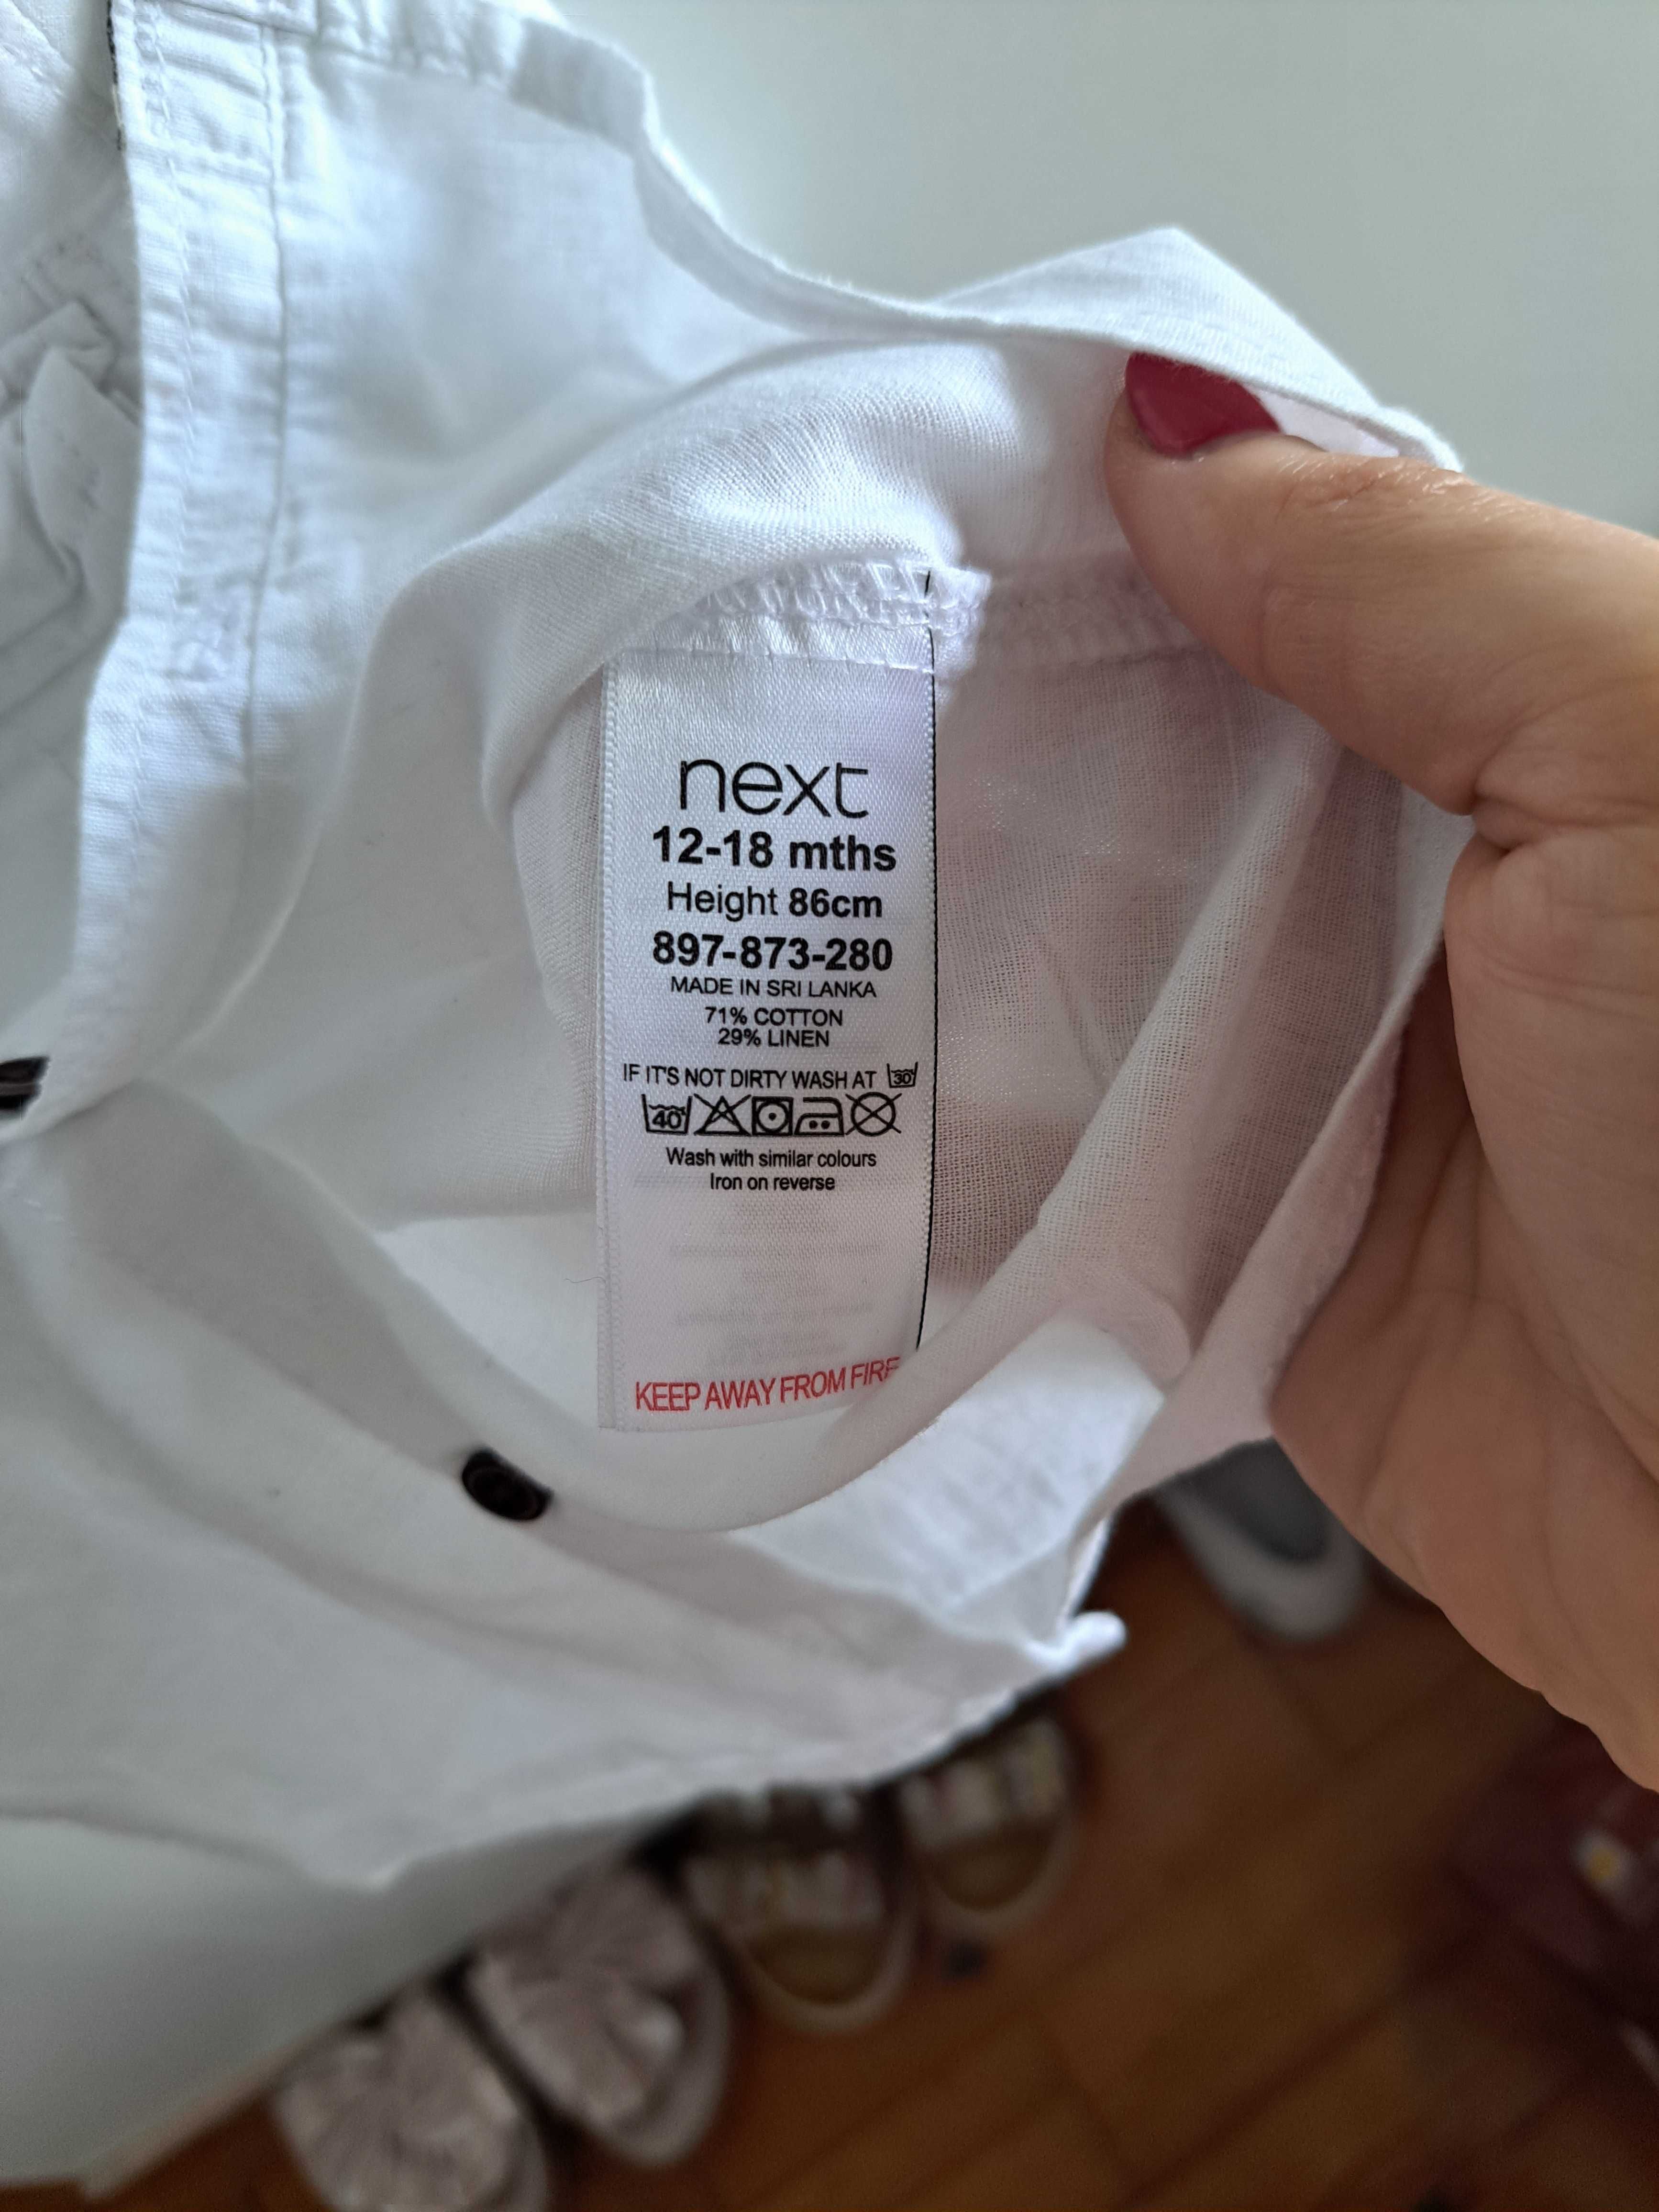 next
12-18 mths
Height 86cm
897-873-280
MADE IN SRI LANKA
71% COTTON
29% LINEN
IF IT'S NOT DIRTY WASH AT 30
40
Wash with similar colours
Iron on reverse
KEEP AWAY FROM FIRE